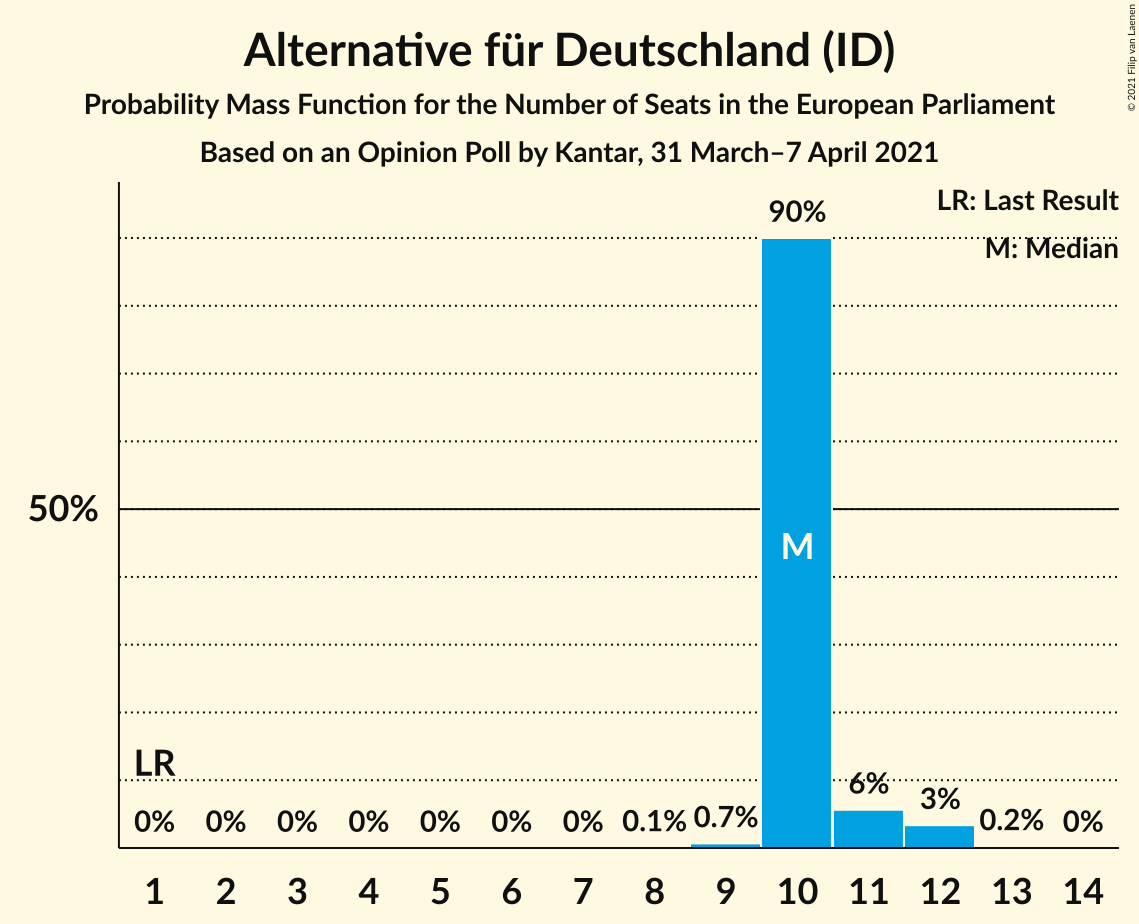 Alternative für Deutschland (ID)
Probability Mass Function for the Number of Seats in the European Parliament
Based on an Opinion Poll by Kantar, 31 March–7 April 2021
© 2021 Filip van Laenen
LR: Last Result
M: Median
90%
50%
M
LR
0% 0% 0% 0% 0% 0% 0% 0.1% 0.7% 6% 3% 0.2% 0%
1 2 3 4 5 6 7 8 9 10 11 12 13 14